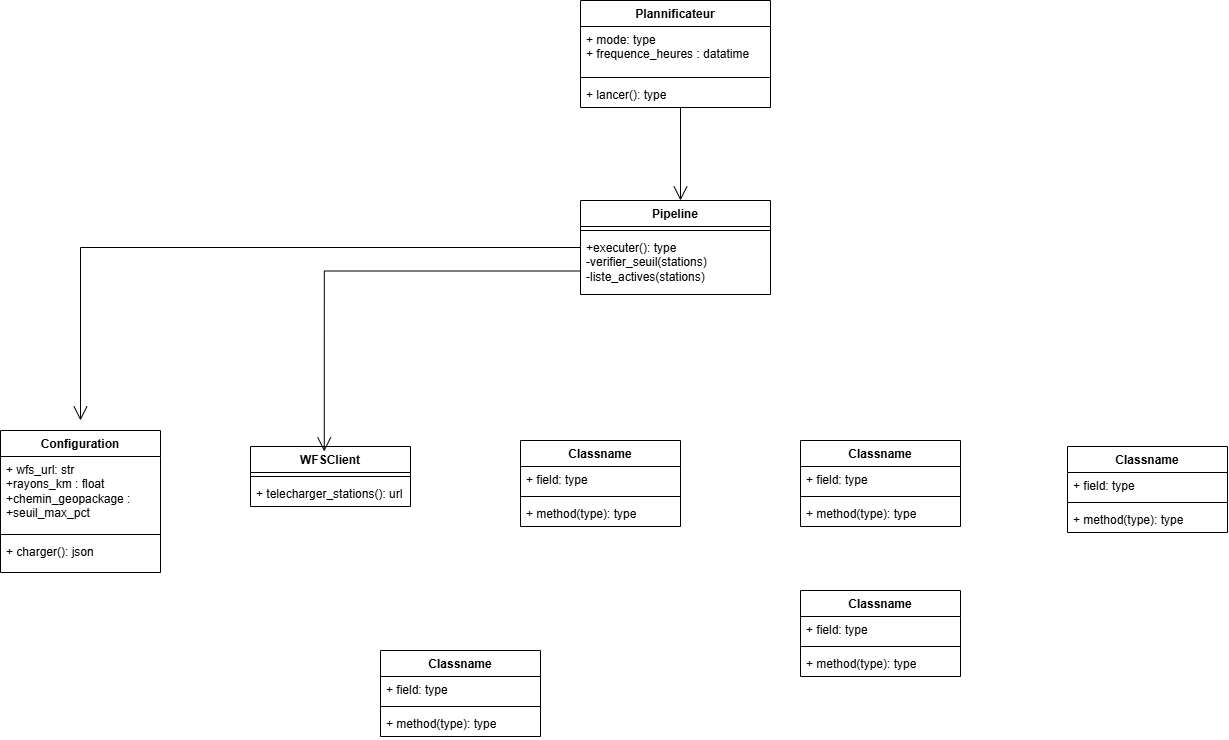 Plannificateur
+ mode: type
+ frequence_heures : datatime
+ lancer(): type
Pipeline
+executer(): type
-verifier_seuil(stations)
-liste_actives(stations)
Configuration
+ wfs_url: str
+rayons_km : float
+chemin_geopackage :
+seuil_max_pct
+ charger(): json
WFSClient
+ telecharger_stations(): url
Classname
+ field: type
+ method(type): type
Classname
+ field: type
+ method(type): type
Classname
+ field: type
+ method(type): type
Classname
+ field: type
+ method(type): type
Classname
+ field: type
+ method(type): type